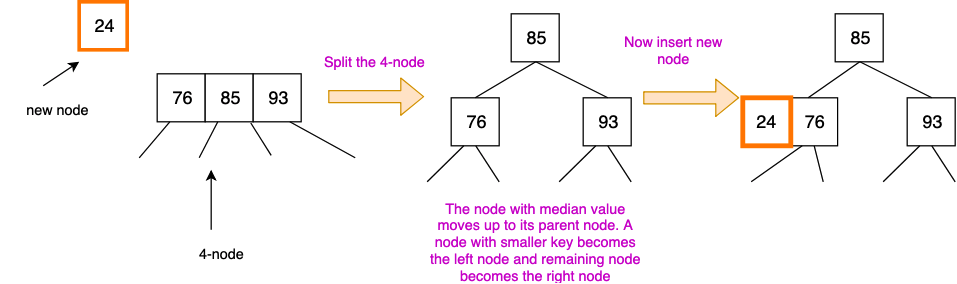 24
new node
76 85 93
4-node
Split the 4-node
85
76
93
The node with median value
moves up to its parent node. A
node with smaller key becomes
the left node and remaining node
becomes the right node
Now insert new
node
85
24 76
93